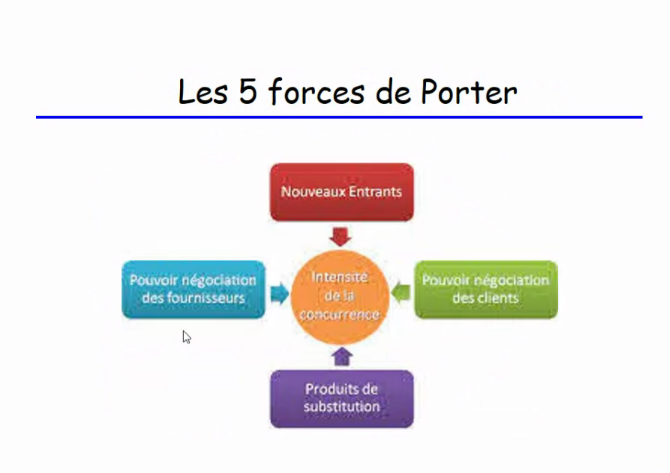 Les 5 forces de Porter
Nouveaux Entrants
Pouvoir négociation
des fournisseurs
Intensité
de la
concurrence
Pouvoir négociation
des clients
Produits de
substitution